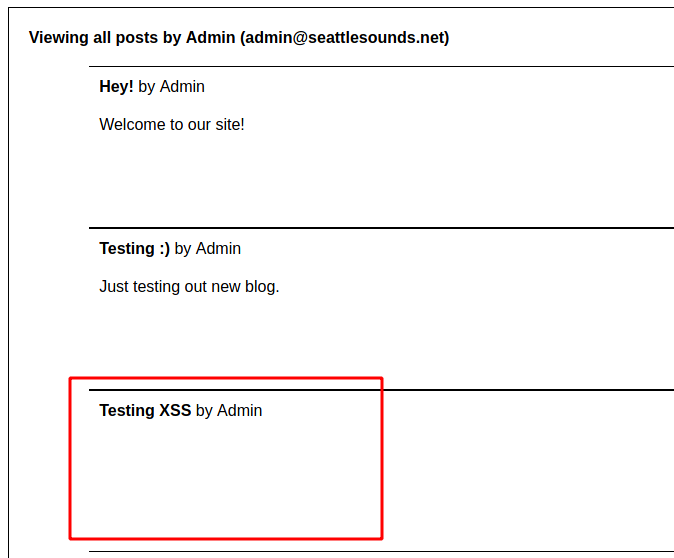 Viewing all posts by Admin (admin@seattlesounds.net)
Hey! by Admin
Welcome to our site!
Testing :) by Admin
Just testing out new blog.
Testing XSS by Admin